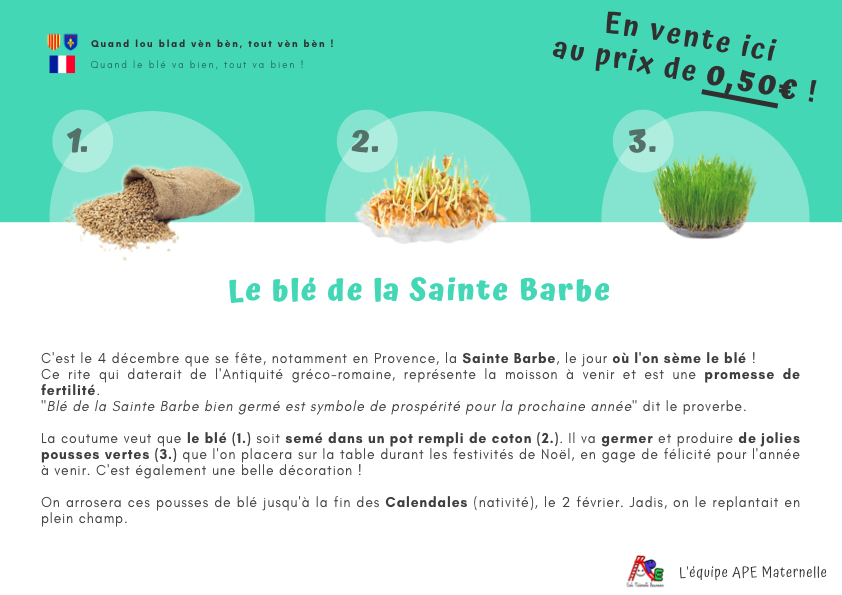 Quand lou blad vèn bèn, tout vèn bèn !
Quand le blé va bien, tout va bien !
En vente ici
au prix de 0,50€ !
1.
2.
3.
Le blé de la Sainte Barbe
C'est le 4 décembre que se fête, notamment en Provence, la Sainte Barbe, le jour où l'on sème le blé !
Ce rite qui daterait de l'Antiquité gréco-romaine, représente la moisson à venir et est une promesse de
fertilité.
"Blé de la Sainte Barbe bien germé est symbole de prospérité pour la prochaine année" dit le proverbe.
La coutume veut que le blé (1.) soit semé dans un pot rempli de coton (2.). Il va germer et produire de jolies
pousses vertes (3.) que l'on placera sur la table durant les festivités de Noël, en gage de félicité pour l'année
à venir. C'est également une belle décoration !
On arrosera ces pousses de blé jusqu'à la fin des Calendales (nativité), le 2 février. Jadis, on le replantait en
plein champ.
APE
L'équipe APE Maternelle